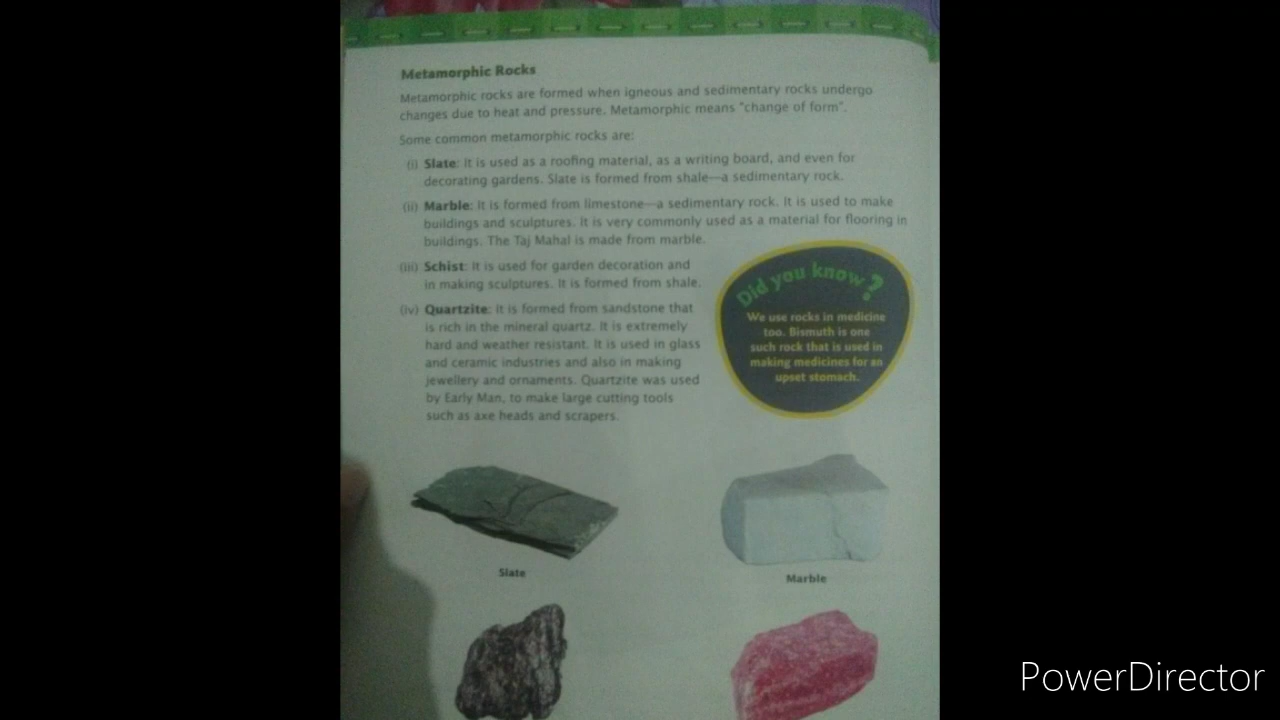 Metamorphic Rocks
Metamorphic rocks are formed when igneous and sedimentary rocks undergo
changes due to heat and pressure. Metamorphic means "change of form".
Some common metamorphic rocks are:
(i) Slate: It is used as a roofing material, as a writing board, and even for
decorating gardens. Slate is formed from shale—a sedimentary rock.
(ii) Marble: It is formed from limestone—a sedimentary rock. It is used to make
buildings and sculptures. It is very commonly used as a material for flooring in
buildings. The Taj Mahal is made from marble.
(iii) Schist: It is used for garden decoration and
in making sculptures. It is formed from shale.
(iv) Quartzite: It is formed from sandstone that
is rich in the mineral quartz. It is extremely
hard and weather resistant. It is used in glass
and ceramic industries and also in making
jewellery and ornaments. Quartzite was used
by Early Man, to make large cutting tools
such as axe heads and scrapers.
Did you know?
We use rocks in medicine
too. Bismuth is one
such rock that is used in
making medicines for an
upset stomach.
Slate
Marble
PowerDirector